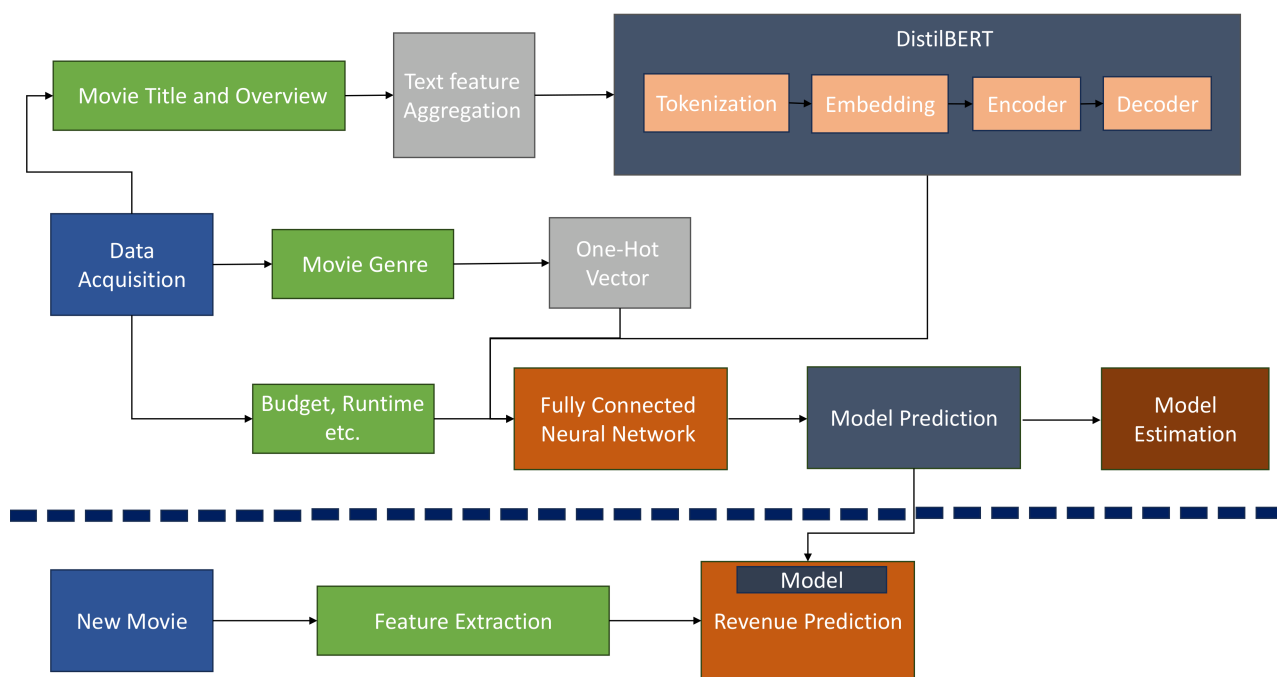 DistilBERT
Movie Title and Overview
Text feature
Aggregation
Tokenization
Embedding
Encoder
Decoder
Data
Acquisition
Movie Genre
One-Hot
Vector
Budget, Runtime
etc.
Fully Connected
Neural Network
Model Prediction
Model
Estimation
New Movie
Feature Extraction
Model
Revenue Prediction